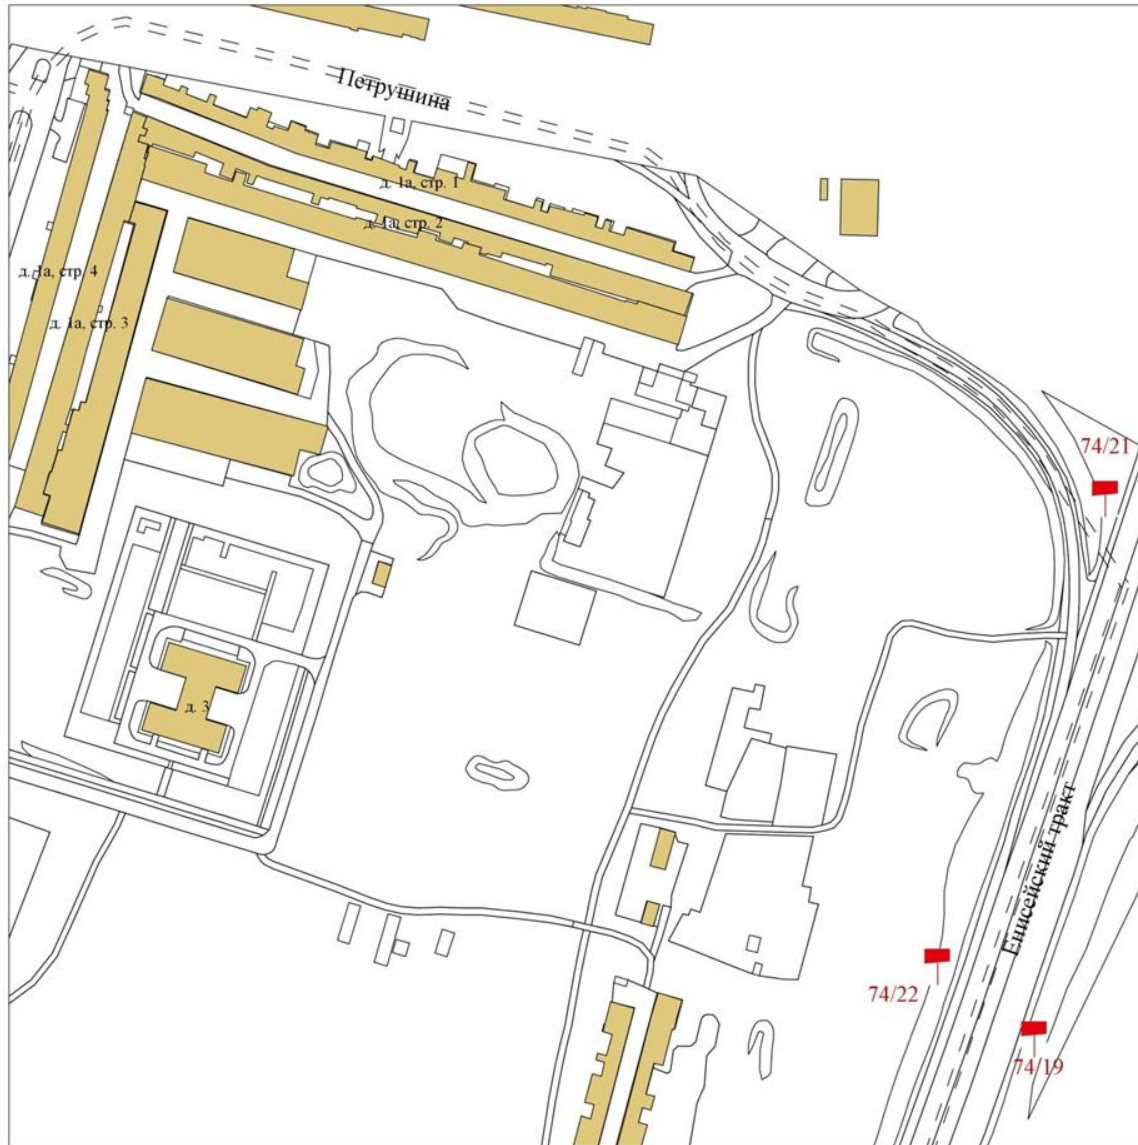 Петрушина
д. 1а, стр. 1
д. 1а, стр. 2
д. 1а, стр. 4
д. 1а, стр. 3
74/21
д. 3
Енисейский тракт
74/22
74/19